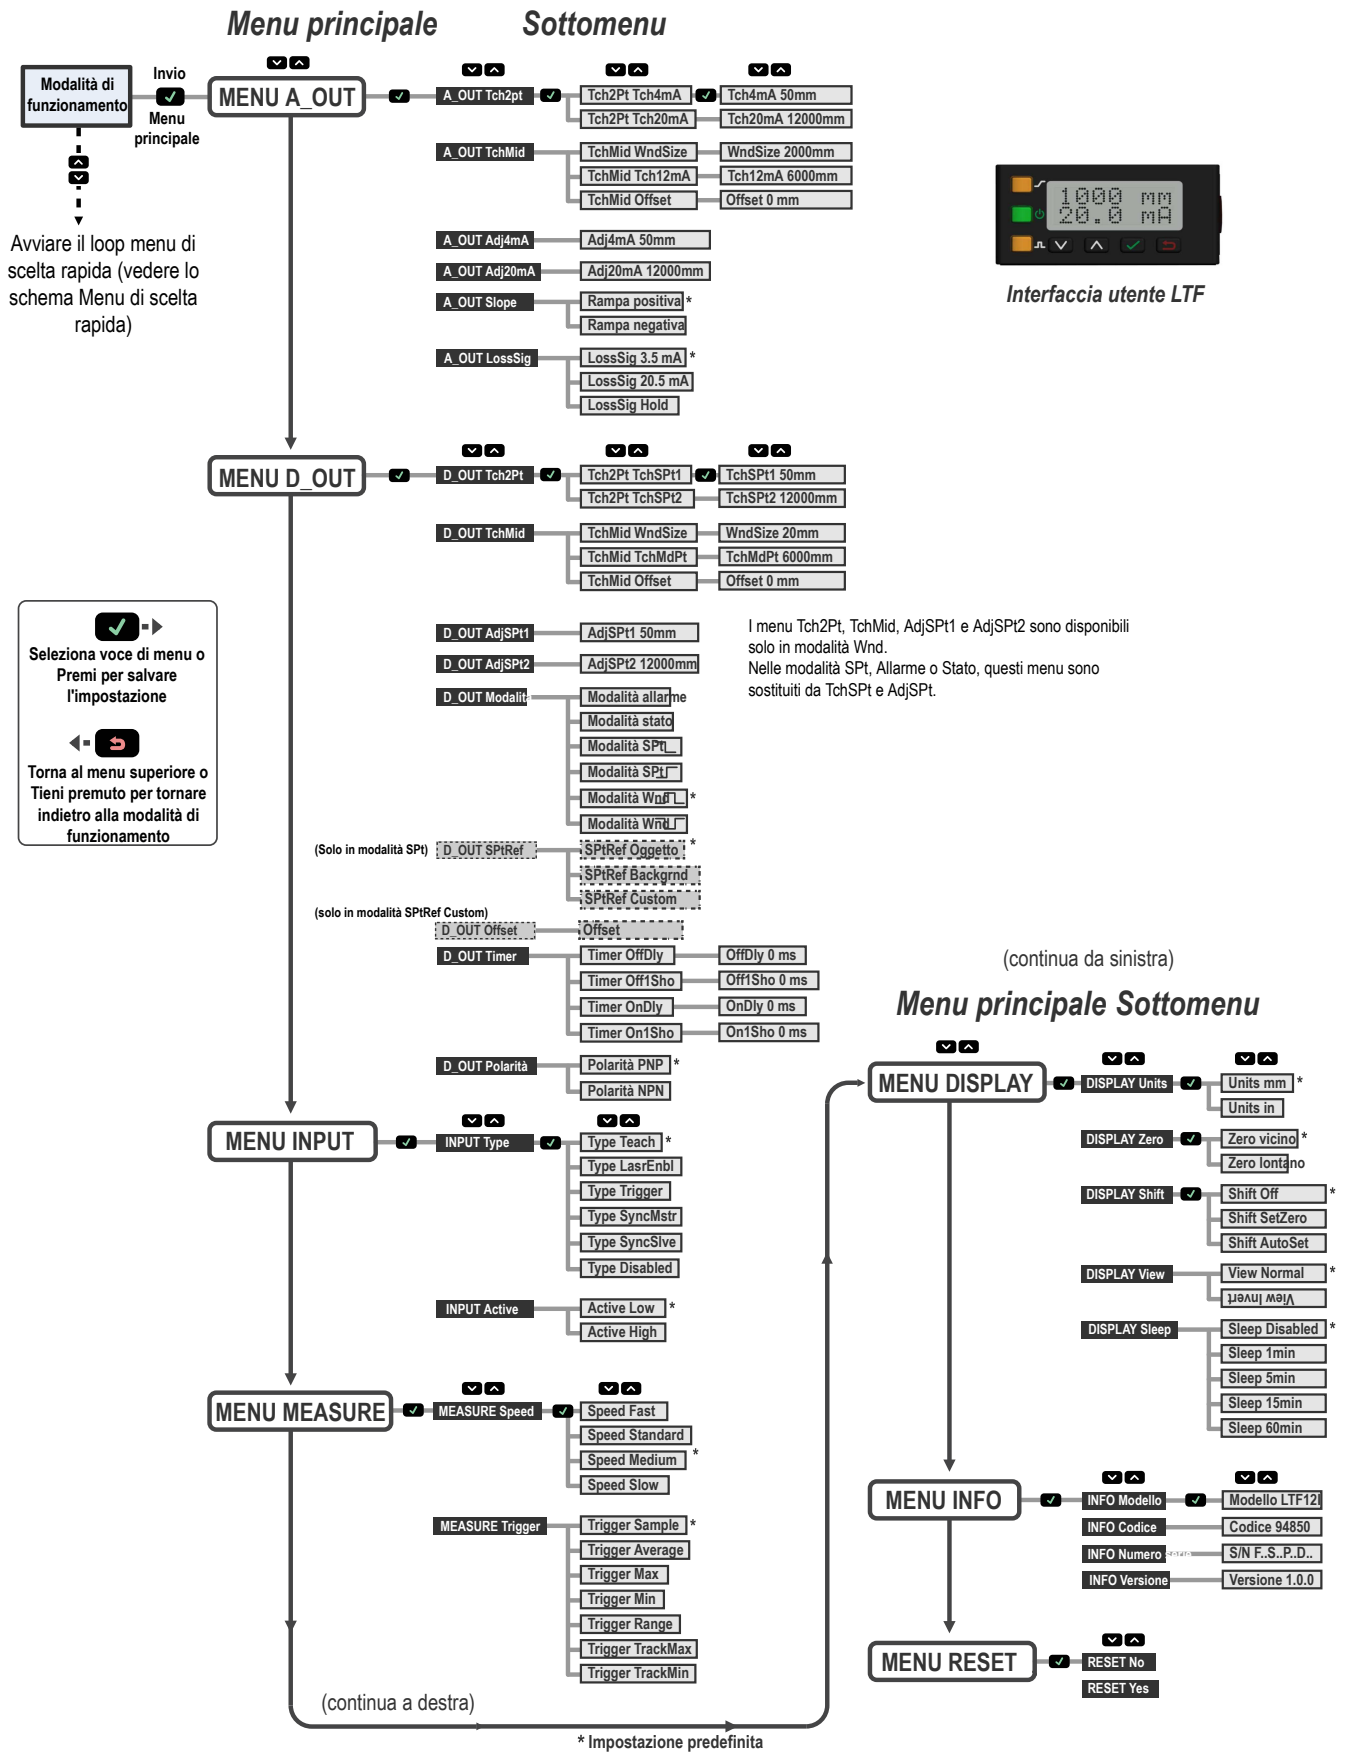 Menu principale
Sottomenu
Modalità di
funzionamento
Invio
Menu
principale
Avviare il loop menu di
scelta rapida (vedere lo
schema Menu di scelta
rapida)
MENU A_OUT
A_OUT Tch2pt
Tch2Pt Tch4mA
Tch4mA 50mm
Tch2Pt Tch20mA
Tch20mA 12000mm
A_OUT TchMid
TchMid WndSize
WndSize 2000mm
TchMid Tch12mA
Tch12mA 6000mm
TchMid Offset
Offset 0 mm
A_OUT Adj4mA
Adj4mA 50mm
A_OUT Adj20mA
Adj20mA 12000mm
A_OUT Slope
Rampa positiva *
Rampa negativa
A_OUT LossSig
LossSig 3.5 mA *
LossSig 20.5 mA
LossSig Hold
1000 mm
20.0 mA
Interfaccia utente LTF
MENU D_OUT
D_OUT Tch2Pt
Tch2Pt TchSPt1
TchSPt1 50mm
Tch2Pt TchSPt2
TchSPt2 12000mm
D_OUT TchMid
TchMid WndSize
WndSize 20mm
TchMid TchMdPt
TchMdPt 6000mm
TchMid Offset
Offset 0 mm
D_OUT AdjSPt1
AdjSPt1 50mm
D_OUT AdjSPt2
AdjSPt2 12000mm
D_OUT Modalità
Modalità allarme
Modalità stato
Modalità SPt
Modalità SPt
Modalità Wnd *
Modalità Wnd
(Solo in modalità SPt)
D_OUT SPtRef
SPtRef Oggetto *
SPtRef Backgrnd
SPtRef Custom
(solo in modalità SPtRef Custom)
D_OUT Offset
Offset
D_OUT Timer
Timer OffDly
OffDly 0 ms
Timer Off1Sho
Off1Sho 0 ms
Timer OnDly
OnDly 0 ms
Timer On1Sho
On1Sho 0 ms
D_OUT Polarità
Polarità PNP *
Polarità NPN
I menu Tch2Pt, TchMid, AdjSPt1 e AdjSPt2 sono disponibili
solo in modalità Wnd.
Nelle modalità SPt, Allarme o Stato, questi menu sono
sostituiti da TchSPt e AdjSPt.
Seleziona voce di menu o
Premi per salvare
l'impostazione
Torna al menu superiore o
Tieni premuto per tornare
indietro alla modalità di
funzionamento
MENU INPUT
INPUT Type
Type Teach *
Type LasrEnbl
Type Trigger
Type SyncMstr
Type SyncSlve
Type Disabled
INPUT Active
Active Low *
Active High
MENU MEASURE
MEASURE Speed
Speed Fast
Speed Standard
Speed Medium *
Speed Slow
MEASURE Trigger
Trigger Sample *
Trigger Average
Trigger Max
Trigger Min
Trigger Range
Trigger TrackMax
Trigger TrackMin
(continua a destra)
* Impostazione predefinita
(continua da sinistra)
Menu principale Sottomenu
MENU DISPLAY
DISPLAY Units
Units mm *
Units in
DISPLAY Zero
Zero vicino *
Zero lontano
DISPLAY Shift
Shift Off *
Shift SetZero
Shift AutoSet
DISPLAY View
View Normal *
View Invert
DISPLAY Sleep
Sleep Disabled *
Sleep 1min
Sleep 5min
Sleep 15min
Sleep 60min
MENU INFO
INFO Modello
Modello LTF12I
INFO Codice
Codice 94850
INFO Numero serie
S/N F..S..P..D..
INFO Versione
Versione 1.0.0
MENU RESET
RESET No
RESET Yes